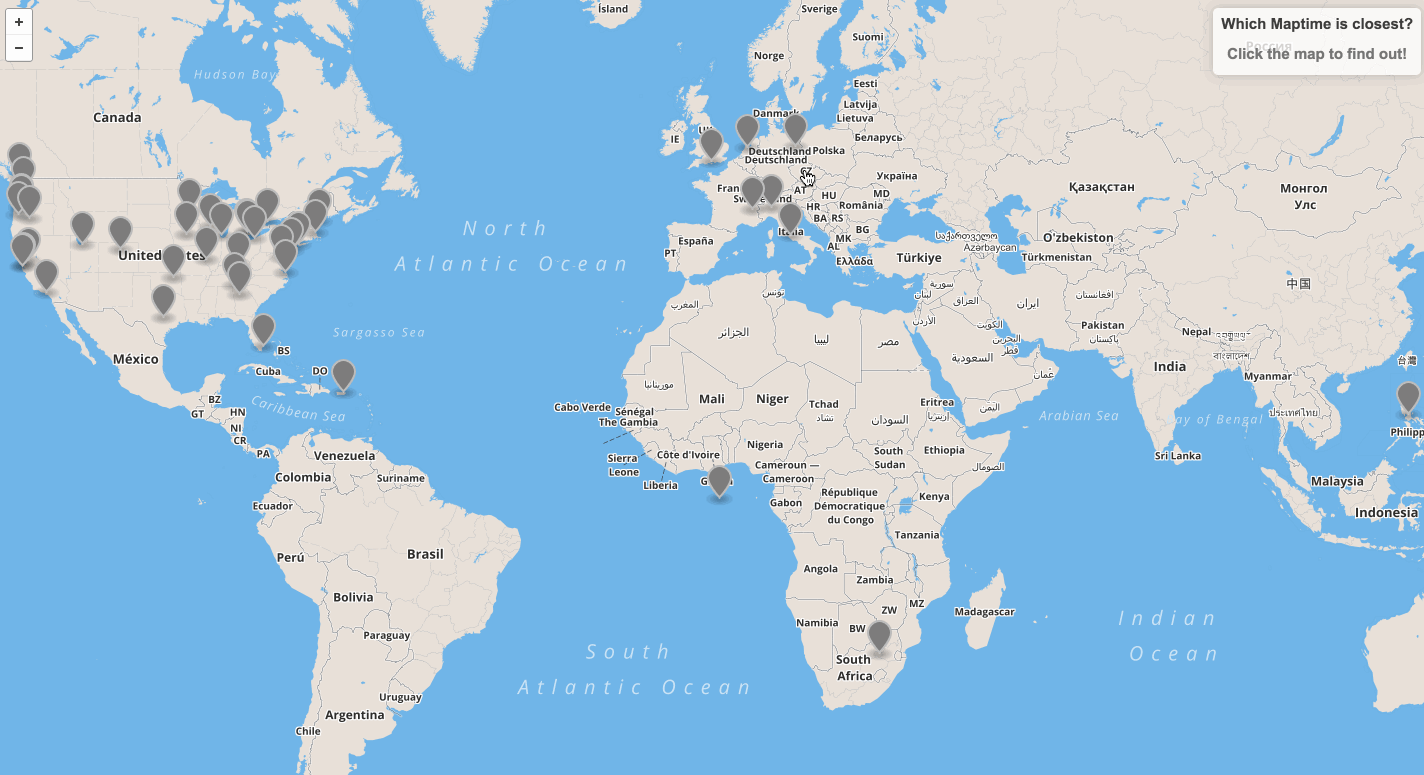 +
−
Which Maptime is closest?
Click the map to find out!
Россия
Ísland
Sverige
Suomi
Norge
Hudson Bay
Canada
Eesti
Latvija
Lietuva
Danmark
IE
Беларусь
Deutschland
Polska
Deutschland
Україна
CZ
AT
HU
MD
România
HR
BA
RS
BG
MK
AL
Italia
España
PT
Ελλάδα
Türkiye
საქართველო
Azərbaycan
Қазақстан
Монгол
Улс
O'zbekiston
Türkmenistan
中国
North
Atlantic Ocean
United States
Sargasso Sea
México
BS
Cuba
DO
BZ
GT
HN
NI
CR
PA
Caribbean Sea
المغرب
تونس
الجزائر
ليبيا
مصر
سورية
لبنان
العراق
الأردن
ایران
افغانستان
الكويت
البحرين
قطر
السعودية
عمان
اليمن
Pakistan
پاکستان
Nepal
India
বাংলাদেশ
Myanmar
台灣
ประเทศไทย
Philipp
موريتانيا
Mali
Niger
Tchad
تشاد
السودان
Eritrea
إرتريا
Cabo Verde
Sénégal
The Gambia
Arabian Sea
ay of Bengal
Sri Lanka
Nigeria
Côte d'Ivoire
Sierra
Leone
Liberia
Cameroun —
Cameroon
South
Sudan
Ethiopia
الصومال
Malaysia
Indonesia
Venezuela
Colombia
Suriname
Ecuador
Perú
Brasil
Bolivia
Paraguay
Uruguay
Argentina
Chile
Gabon
République
Démocratique
du Congo
Kenya
Tanzania
Angola
Zambia
ZW
MZ
Namibia
BW
Madagascar
South
Africa
South
Atlantic Ocean
Indian
Ocean